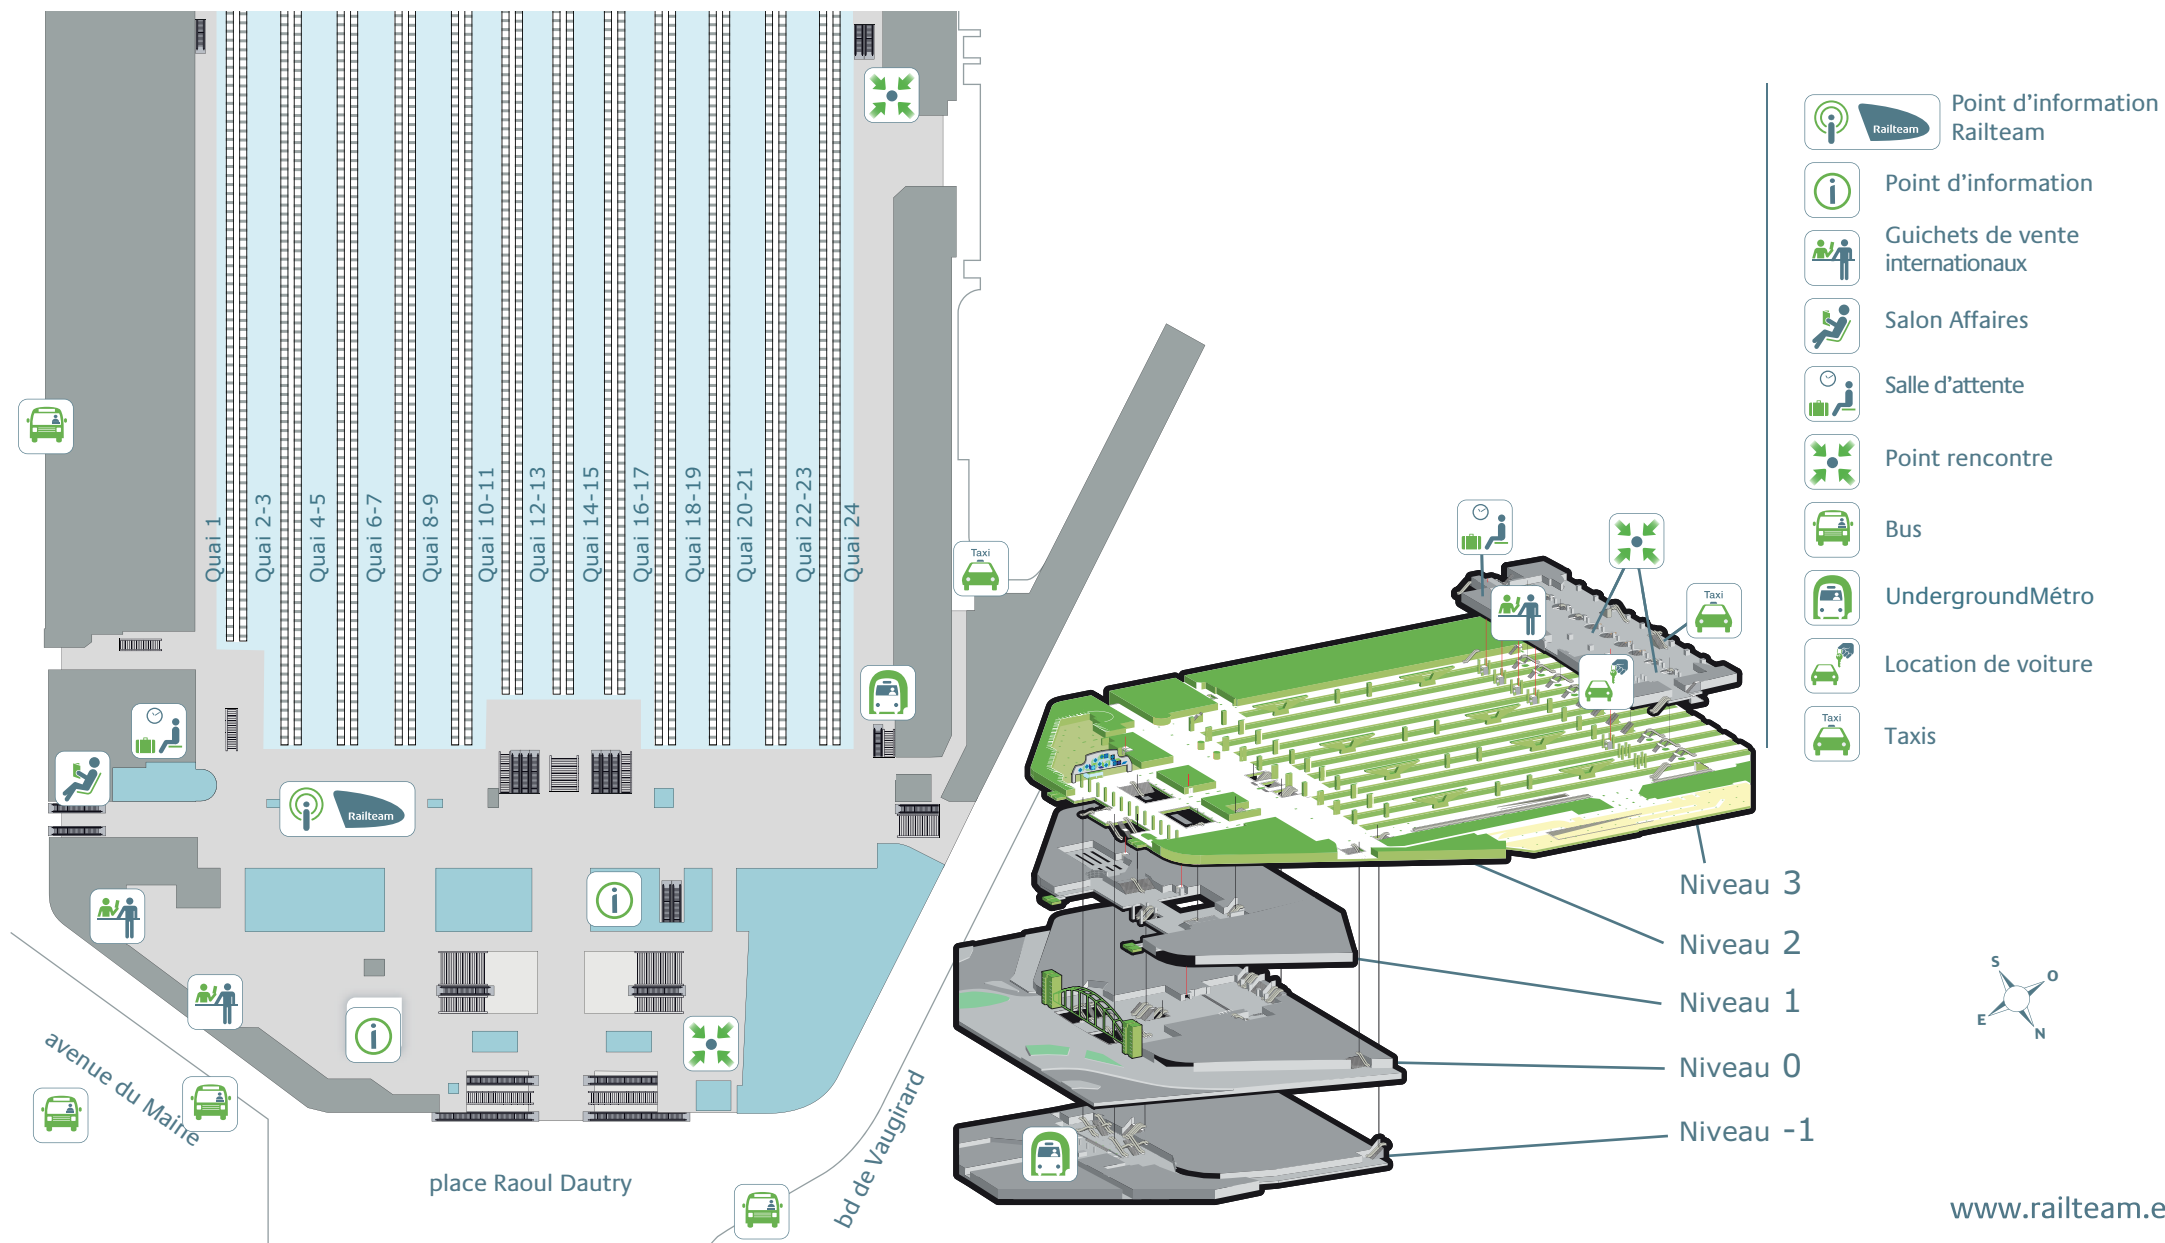 Quai 1
Quai 2-3
Quai 4-5
Quai 6-7
Quai 8-9
Quai 10-11
Quai 12-13
Quai 14-15
Quai 16-17
Quai 18-19
Quai 20-21
Quai 22-23
Quai 24
Taxi
Railteam
avenue du Maine
place Raoul Dautry
bd de Vaugirard
Taxi
Niveau 3
Niveau 2
Niveau 1
Niveau 0
Niveau -1
Railteam
Point d’information
Railteam
Point d’information
Guichets de vente
internationaux
Salon Affaires
Salle d’attente
Point rencontre
Bus
UndergroundMétro
Location de voiture
Taxi
Taxis
S
O
E
N
www.railteam.e